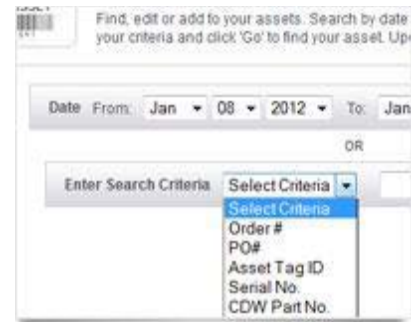 ASSET
Find, edit or add to your assets. Search by date
your criteria and click 'Go' to find your asset.
Date From: Jan 08 2012 To: Jan
OR
Enter Search Criteria Select Criteria
Select Criteria
Order #
PO#
Asset Tag ID
Serial No.
CDW Part No.